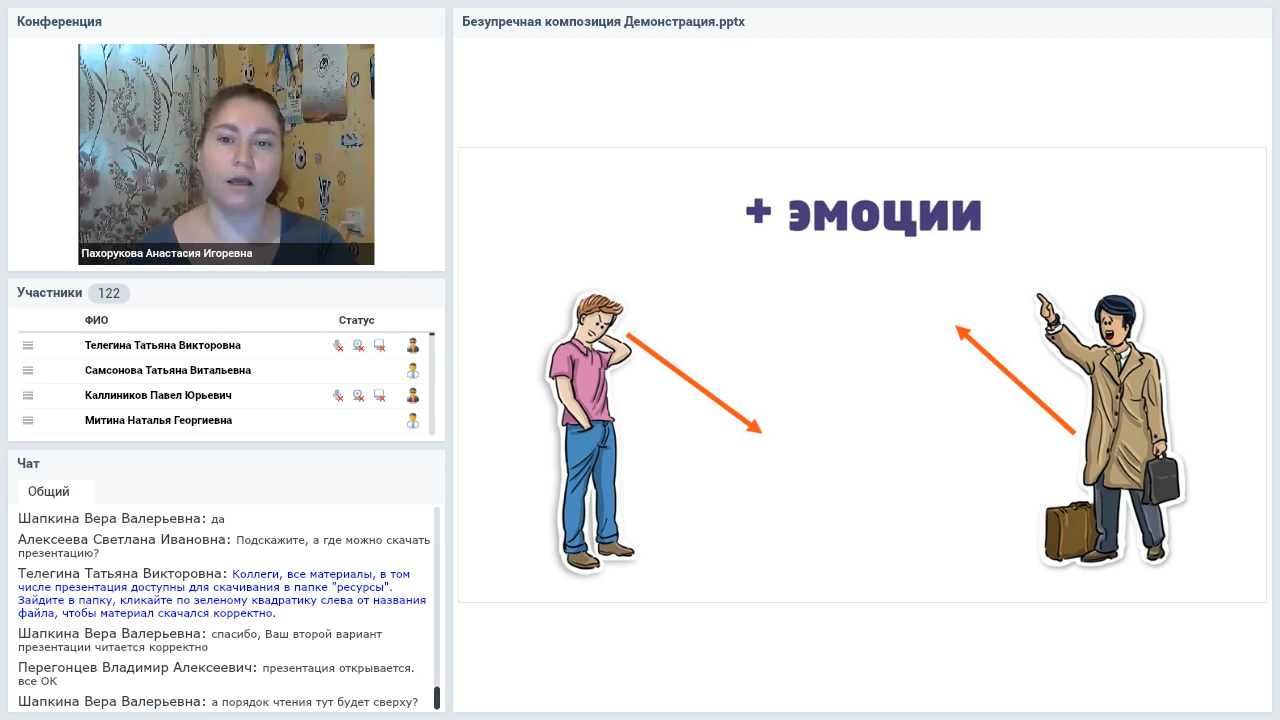 Конференция
Пахорукова Анастасия Игоревна
Участники 122
ФИО Статус
Телегина Татьяна Викторовна
Самсонова Татьяна Витальевна
Каллиников Павел Юрьевич
Митина Наталья Георгиевна
Чат
Общий
Шапкина Вера Валерьевна: да
Алексеева Светлана Ивановна: Подскажите, а где можно скачать
презентацию?
Телегина Татьяна Викторовна: Коллеги, все материалы, в том
числе презентация доступны для скачивания в папке "ресурсы".
Зайдите в папку, кликайте по зеленому квадратику слева от названия
файла, чтобы материал скачался корректно.
Шапкина Вера Валерьевна: спасибо, Ваш второй вариант
презентации читается корректно
Перегонцев Владимир Алексеевич: презентация открывается.
все ОК
Шапкина Вера Валерьевна: а порядок чтения тут будет сверху?
Безупречная композиция Демонстрация.pptx
+ эмоции